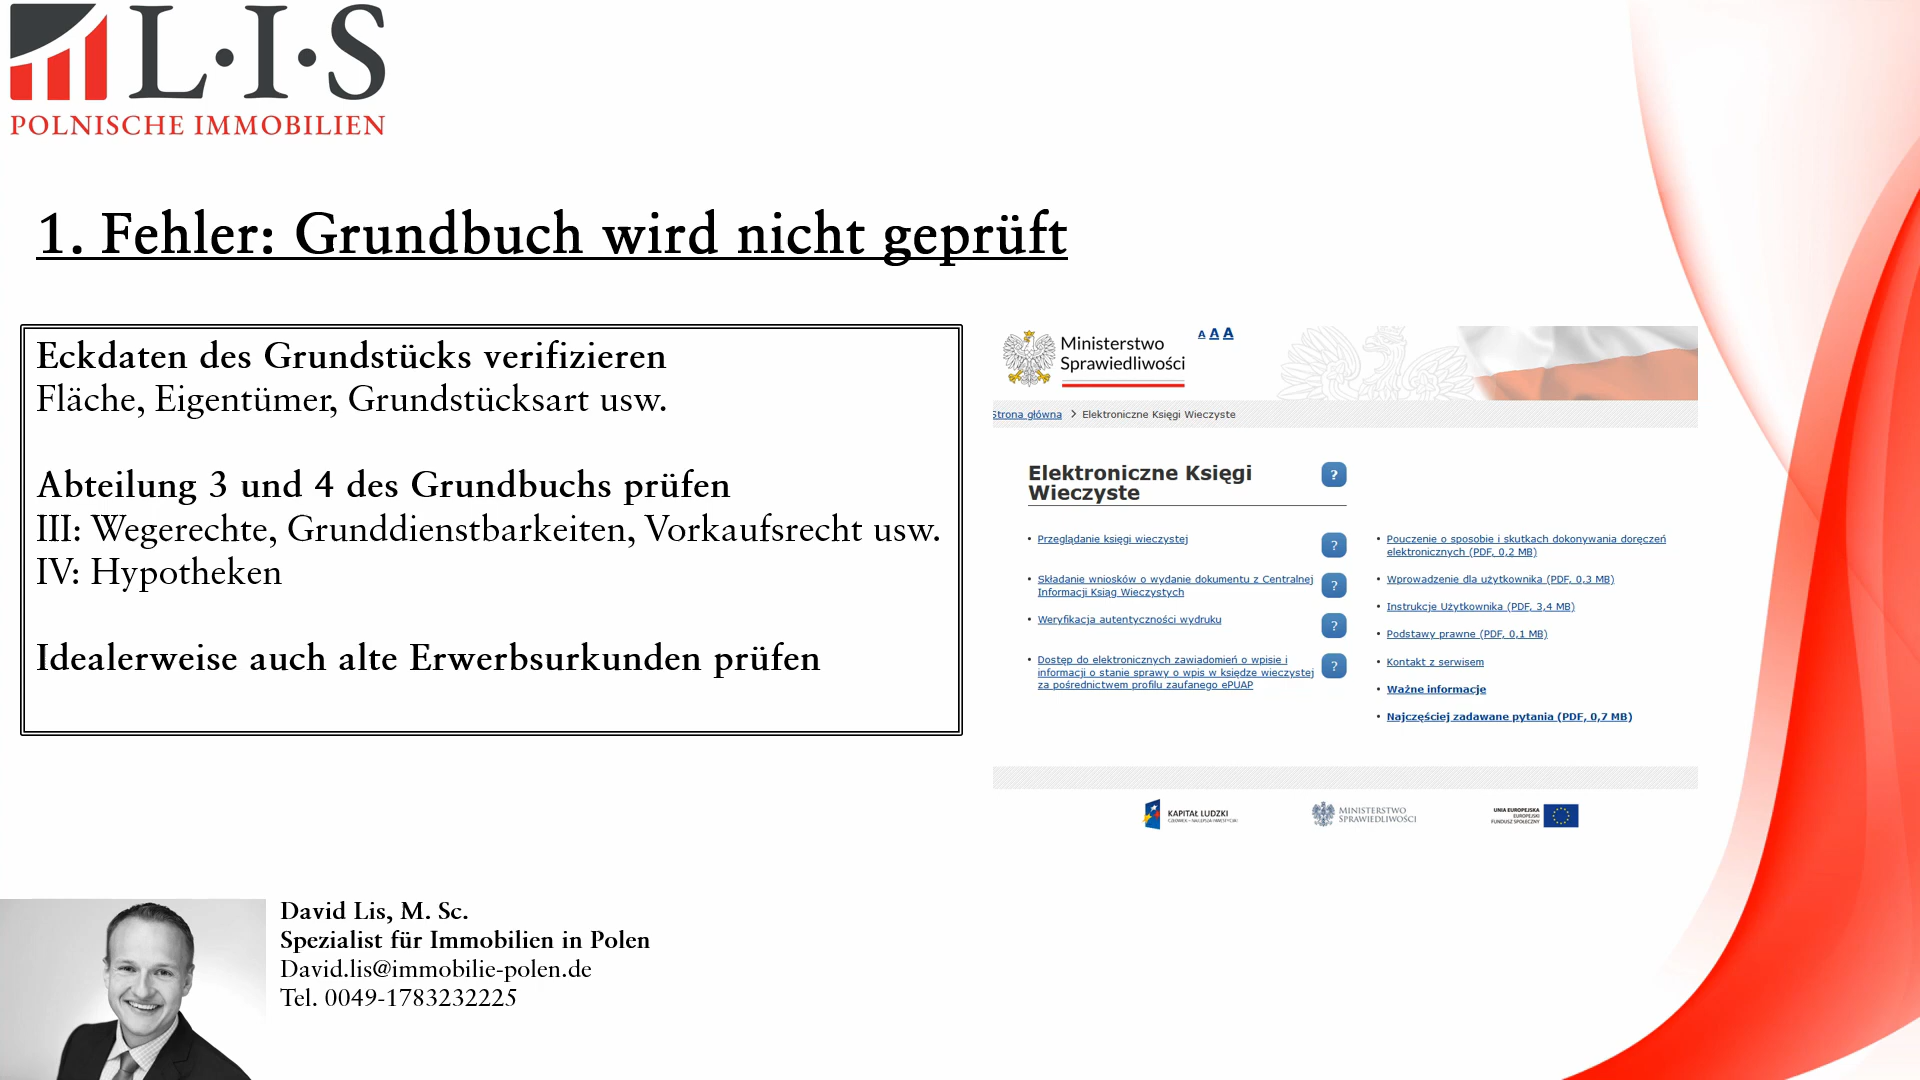 L·I·S
POLNISCHE IMMOBILIEN
1. Fehler: Grundbuch wird nicht geprüft
Eckdaten des Grundstücks verifizieren
Fläche, Eigentümer, Grundstücksart usw.
Abteilung 3 und 4 des Grundbuchs prüfen
III: Wegerechte, Grunddienstbarkeiten, Vorkaufsrecht usw.
IV: Hypotheken
Idealerweise auch alte Erwerbsurkunden prüfen
Ministerstwo
Sprawiedliwości
A A A
Strona główna > Elektroniczne Księgi Wieczyste
Elektroniczne Księgi
Wieczyste
?
• Przeglądanie księgi wieczystej
?
• Składanie wniosków o wydanie dokumentu z Centralnej
Informacji Ksiąg Wieczystych
?
• Weryfikacja autentyczności wydruku
?
• Dostęp do elektronicznych zawiadomień o wpisie i
informacji o stanie sprawy o wpis w księdze wieczystej
za pośrednictwem profilu zaufanego ePUAP
?
• Pouczenie o sposobie i skutkach dokonywania doręczeń
elektronicznych (PDF, 0,2 MB)
• Wprowadzenie dla użytkownika (PDF, 0,3 MB)
• Instrukcje Użytkownika (PDF, 3,4 MB)
• Podstawy prawne (PDF, 0,1 MB)
• Kontakt z serwisem
• Ważne informacje
• Najczęściej zadawane pytania (PDF, 0,7 MB)
KAPITAŁ LUDZKI
CZŁOWIEK – NAJLEPSZA INWESTYCJA!
MINISTERSTWO
SPRAWIEDLIWOŚCI
UNIA EUROPEJSKA
EUROPEJSKI
FUNDUSZ SPOŁECZNY
David Lis, M. Sc.
Spezialist für Immobilien in Polen
David.lis@immobilie-polen.de
Tel. 0049-1783232225